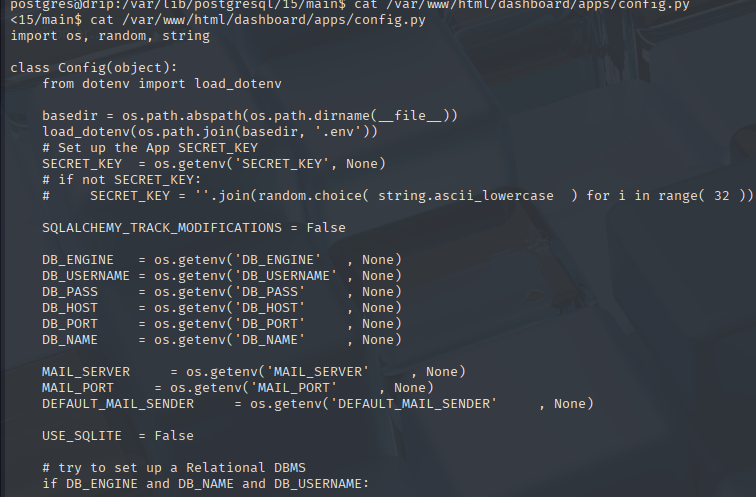 postgres@drip:/var/lib/postgresql/15/main$ cat /var/www/html/dashboard/apps/config.py
<15/main$ cat /var/www/html/dashboard/apps/config.py
import os, random, string

class Config(object):
    from dotenv import load_dotenv

    basedir = os.path.abspath(os.path.dirname(__file__))
    load_dotenv(os.path.join(basedir, '.env'))
    # Set up the App SECRET_KEY
    SECRET_KEY  = os.getenv('SECRET_KEY', None)
    # if not SECRET_KEY:
    #     SECRET_KEY = ''.join(random.choice( string.ascii_lowercase  ) for i in range( 32 ))

    SQLALCHEMY_TRACK_MODIFICATIONS = False

    DB_ENGINE   = os.getenv('DB_ENGINE'   , None)
    DB_USERNAME = os.getenv('DB_USERNAME' , None)
    DB_PASS     = os.getenv('DB_PASS'     , None)
    DB_HOST     = os.getenv('DB_HOST'     , None)
    DB_PORT     = os.getenv('DB_PORT'     , None)
    DB_NAME     = os.getenv('DB_NAME'     , None)

    MAIL_SERVER     = os.getenv('MAIL_SERVER'     , None)
    MAIL_PORT     = os.getenv('MAIL_PORT'     , None)
    DEFAULT_MAIL_SENDER     = os.getenv('DEFAULT_MAIL_SENDER'     , None)

    USE_SQLITE  = False

    # try to set up a Relational DBMS
    if DB_ENGINE and DB_NAME and DB_USERNAME: